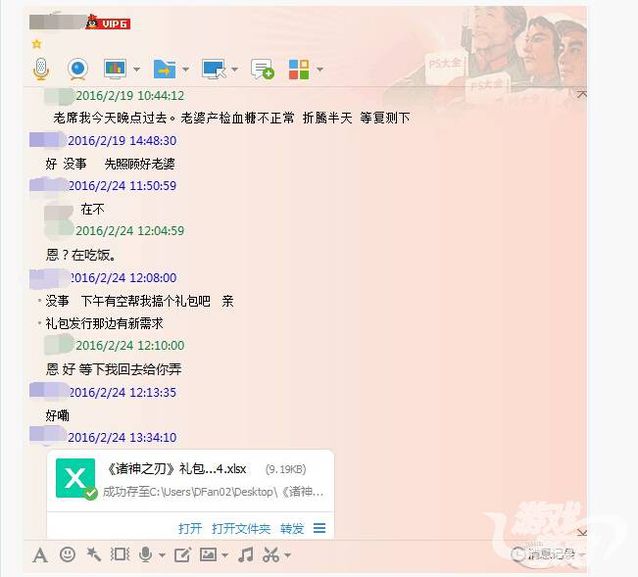 VIP6
PS大全
PS大全
2016/2/19 10:44:12
老席我今天晚点过去。老婆产检血糖不正常 折腾半天 等复测下
2016/2/19 14:48:30
好 没事 先照顾好老婆
2016/2/24 11:50:59
在不
2016/2/24 12:04:59
恩？在吃饭。
2016/2/24 12:08:00
没事 下午有空帮我搞个礼包吧 亲
礼包发行那边有新需求
2016/2/24 12:10:00
恩 好 等下我回去给你弄
2016/2/24 12:13:35
好嘞
2016/2/24 13:34:10
《诸神之刃》礼包...4.xlsx (9.19KB)
成功存至C:\Users\DFan02\Desktop\《诸神...
打开 打开文件夹 转发
消息记录
游戏